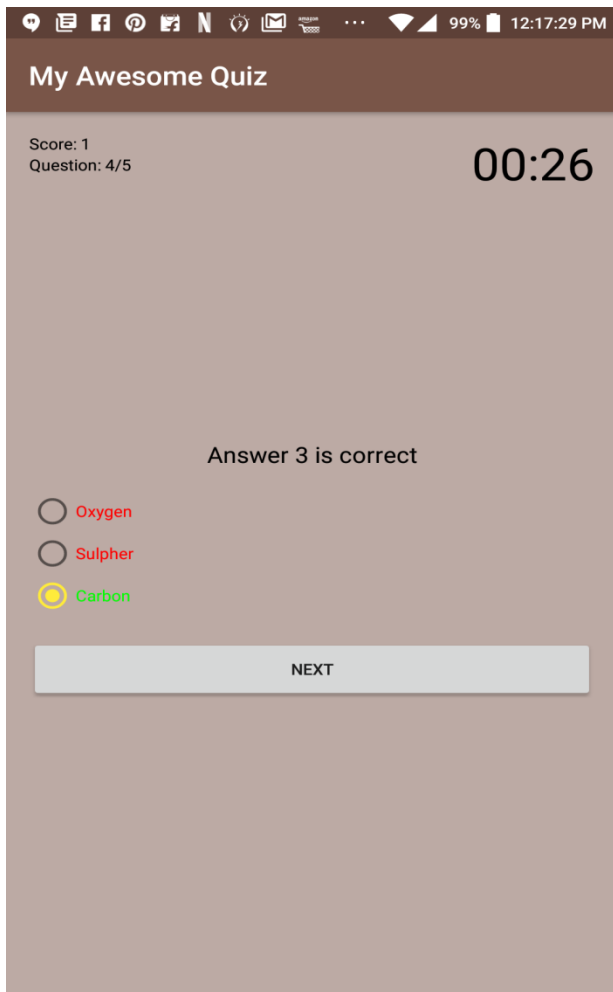 99% 12:17:29 PM
My Awesome Quiz
Score: 1
Question: 4/5
00:26
Answer 3 is correct
Oxygen
Sulpher
Carbon
NEXT